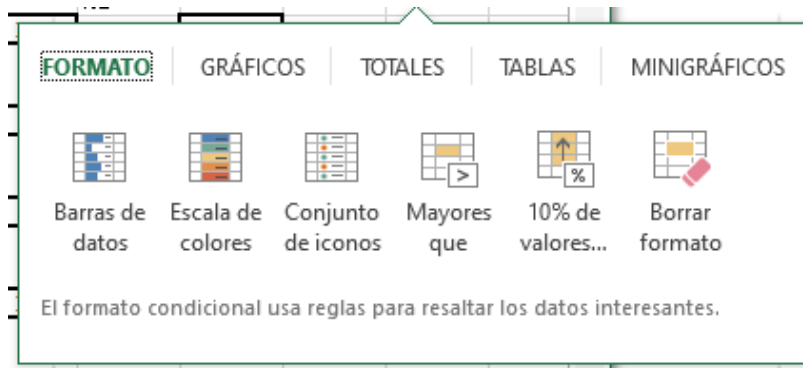 FORMATO GRÁFICOS TOTALES TABLAS MINIGRÁFICOS
Barras de datos
Escala de colores
Conjunto de iconos
Mayores que
10% de valores...
Borrar formato
El formato condicional usa reglas para resaltar los datos interesantes.